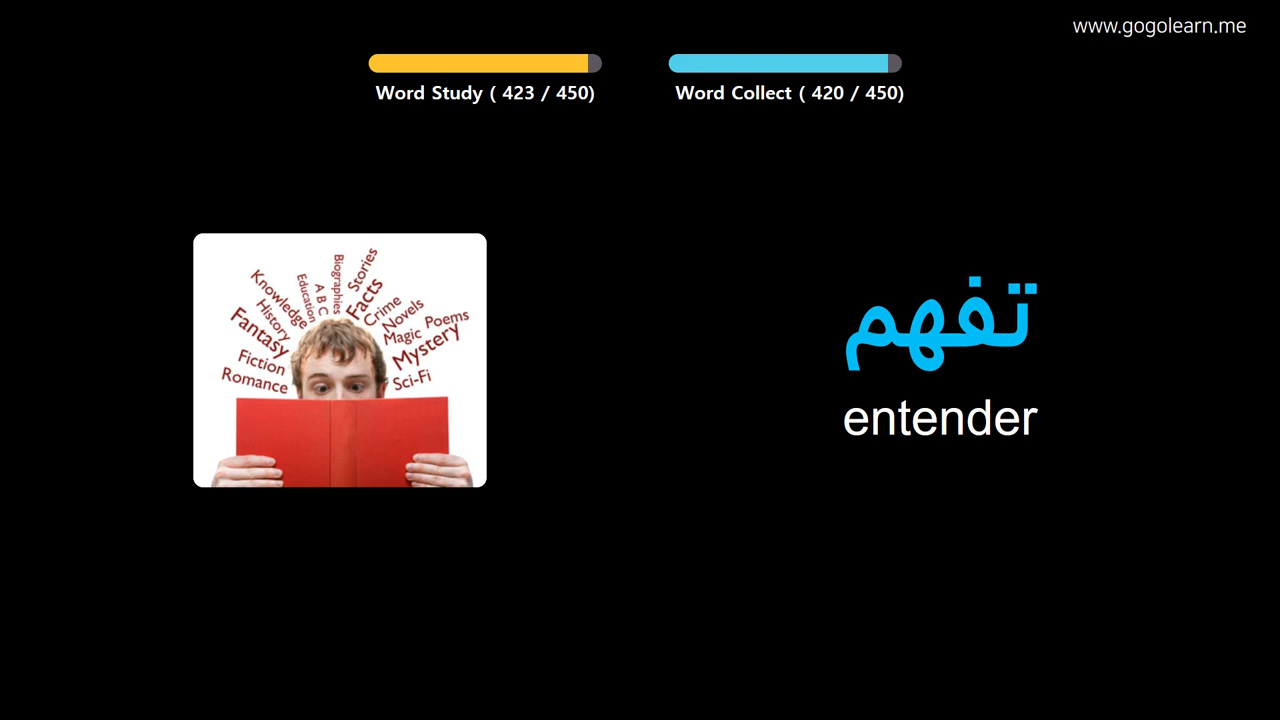 www.gogolearn.me
Word Study ( 423 / 450)
Word Collect ( 420 / 450)
Knowledge
History
Fantasy
Fiction
Romance
Education
A B C
Biographies
Stories
Facts
Crime
Novels
Magic
Poems
Mystery
Sci-Fi
تفهم
entender